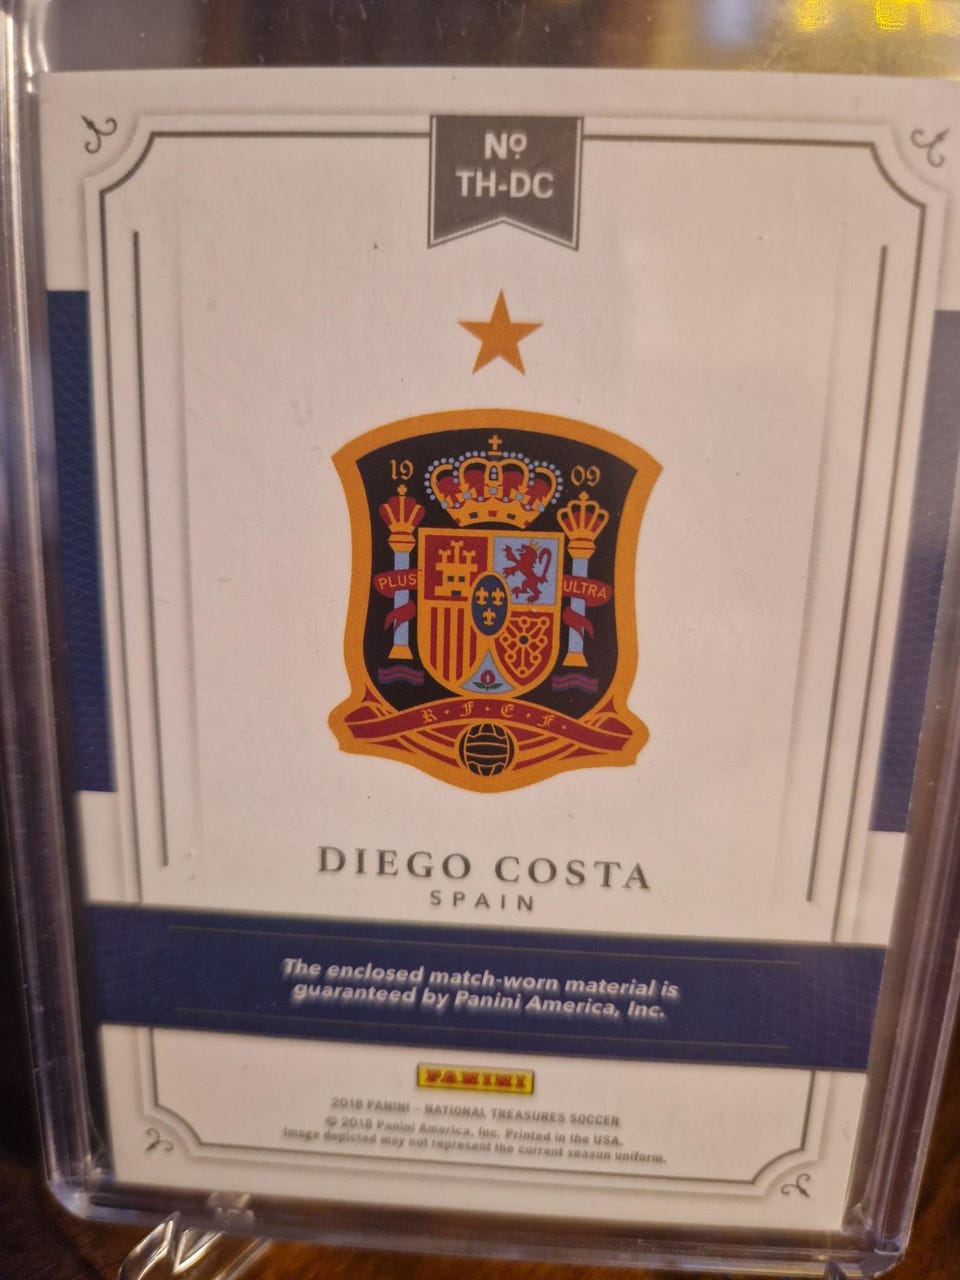 Nº
TH-DC
19 09
PLUS ULTRA
R·F·E·F·
DIEGO COSTA
SPAIN
The enclosed match-worn material is
guaranteed by Panini America, Inc.
PANINI
2018 PANINI - NATIONAL TREASURES SOCCER
© 2018 Panini America, Inc. Printed in the USA.
Image depicted may not represent the current season uniform.